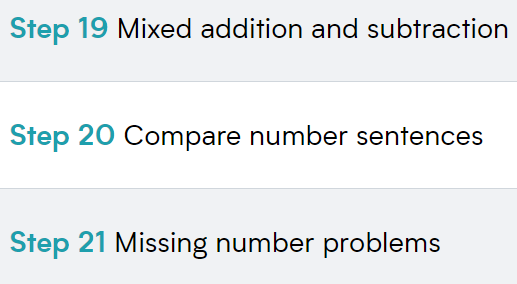 Step 19 Mixed addition and subtraction
Step 20 Compare number sentences
Step 21 Missing number problems